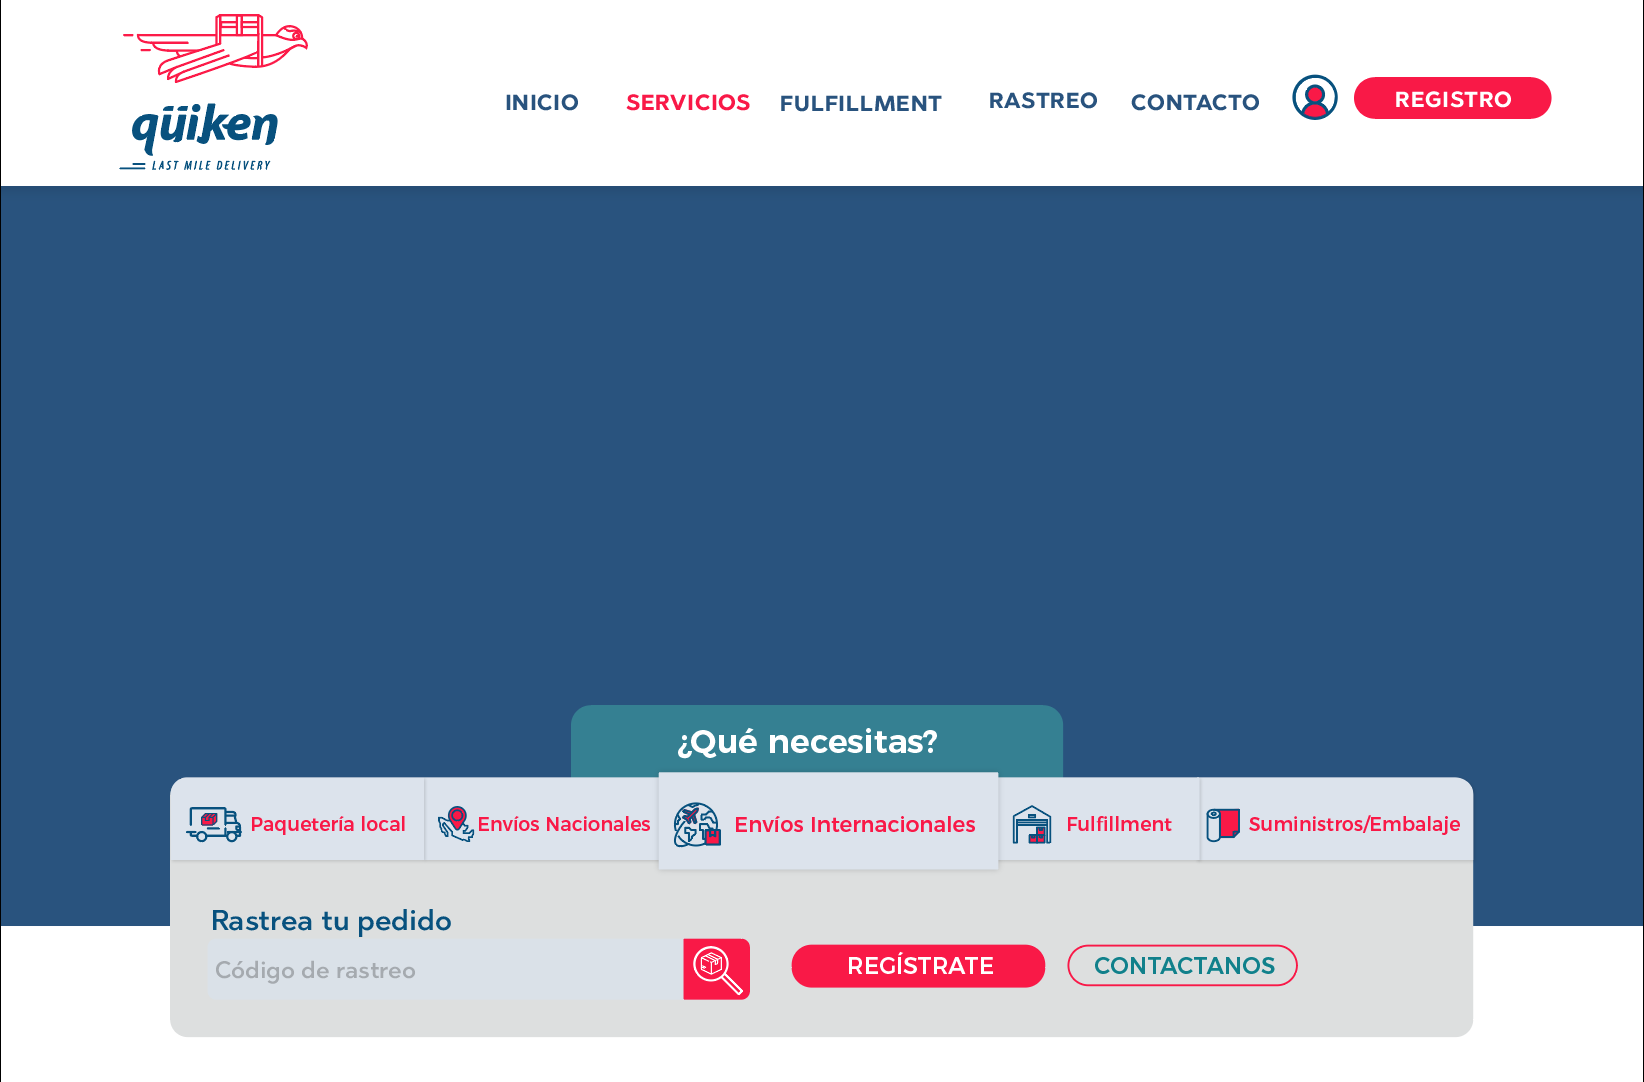 qüiken
LAST MILE DELIVERY
INICIO
SERVICIOS
FULFILLMENT
RASTREO
CONTACTO
REGISTRO
¿Qué necesitas?
Paquetería local
Envíos Nacionales
Envíos Internacionales
Fulfillment
Suministros/Embalaje
Rastrea tu pedido
Código de rastreo
REGÍSTRATE
CONTACTANOS